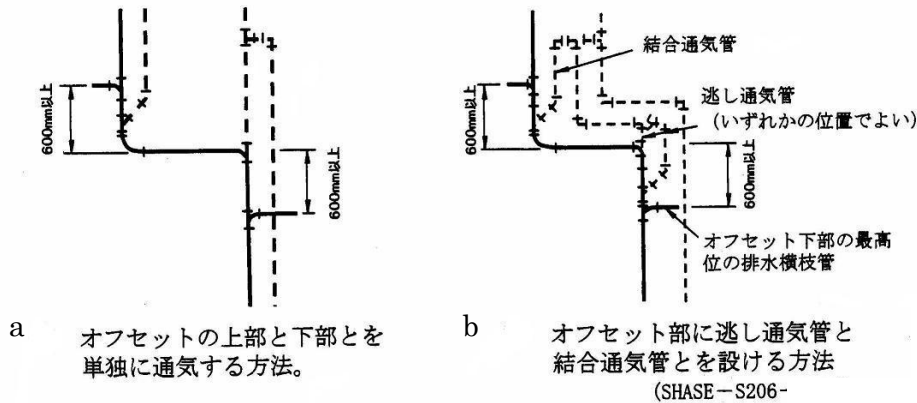 600mm以上
600mm以上
a
オフセットの上部と下部とを
単独に通気する方法。
結合通気管
逃し通気管
(いずれかの位置でよい)
600mm以上
600mm以上
オフセット下部の最高
位の排水横枝管
b
オフセット部に逃し通気管と
結合通気管とを設ける方法
(SHASE－S206-